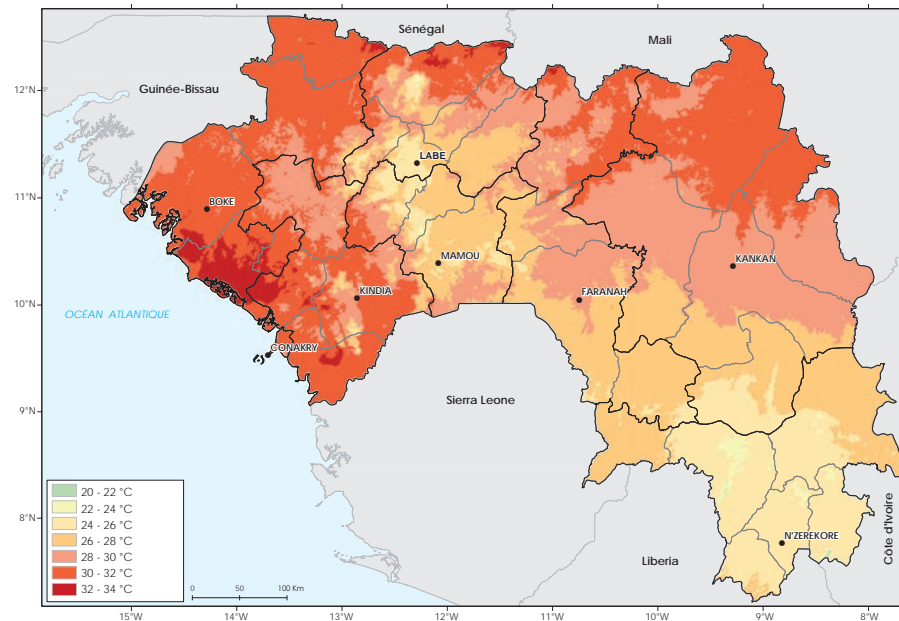 Sénégal
Mali
12°N
Guinée-Bissau
LABE
11°N
BOKE
MAMOU
KANKAN
KINDIA
FARANAH
10°N
OCÉAN ATLANTIQUE
CONAKRY
9°N
Sierra Leone
20 - 22 °C
22 - 24 °C
24 - 26 °C
26 - 28 °C
28 - 30 °C
30 - 32 °C
32 - 34 °C
8°N
0 50 100 Km
N'ZEREKORE
Liberia
Côte d'Ivoire
15°W 14°W 13°W 12°W 11°W 10°W 9°W 8°W